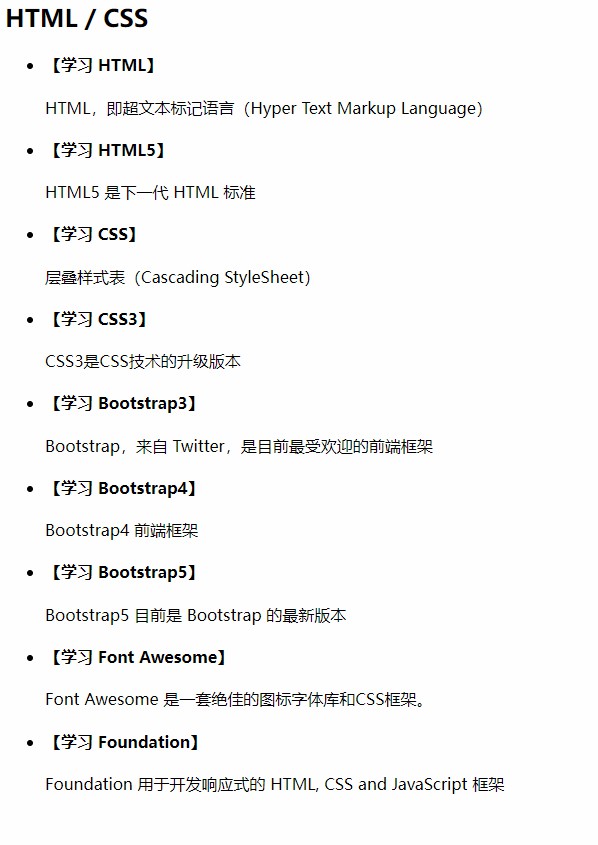 HTML / CSS
【学习 HTML】
HTML，即超文本标记语言（Hyper Text Markup Language）
【学习 HTML5】
HTML5 是下一代 HTML 标准
【学习 CSS】
层叠样式表（Cascading StyleSheet）
【学习 CSS3】
CSS3是CSS技术的升级版本
【学习 Bootstrap3】
Bootstrap，来自 Twitter，是目前最受欢迎的前端框架
【学习 Bootstrap4】
Bootstrap4 前端框架
【学习 Bootstrap5】
Bootstrap5 目前是 Bootstrap 的最新版本
【学习 Font Awesome】
Font Awesome 是一套绝佳的图标字体库和CSS框架。
【学习 Foundation】
Foundation 用于开发响应式的 HTML, CSS and JavaScript 框架